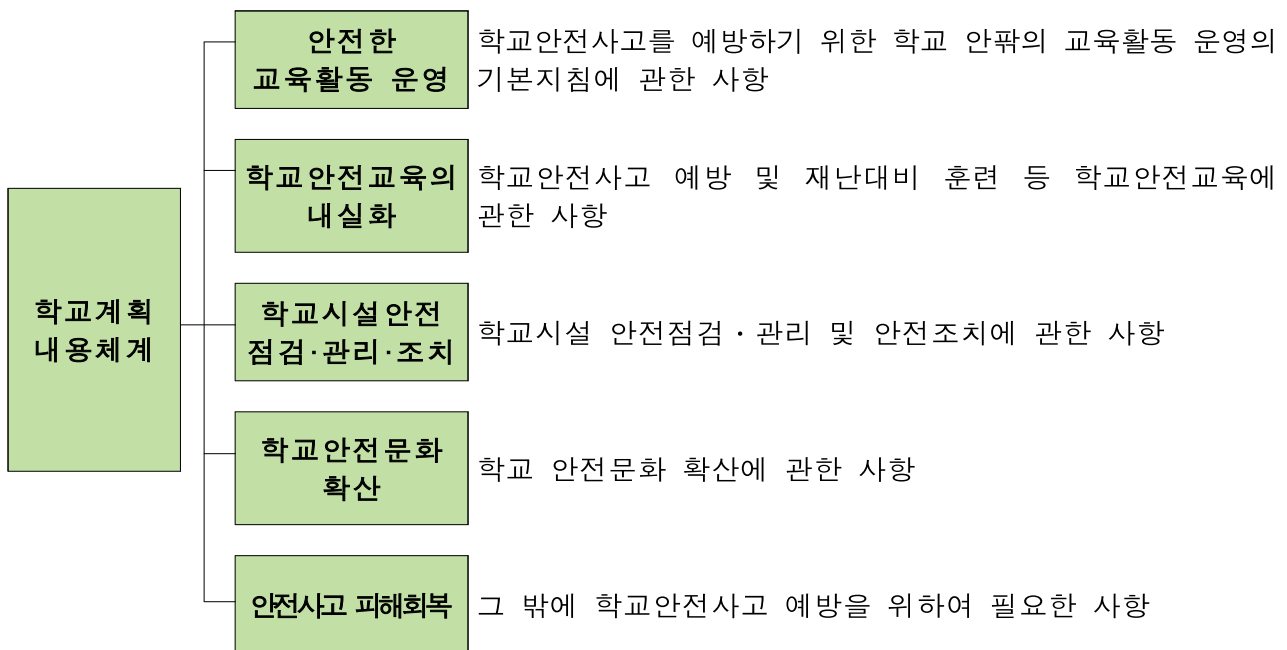 학교계획
내용체계
안전한
교육활동 운영
학교안전사고를 예방하기 위한 학교 안팎의 교육활동 운영의
기본지침에 관한 사항
학교안전교육의
내실화
학교안전사고 예방 및 재난대비 훈련 등 학교안전교육에
관한 사항
학교시설안전
점검·관리·조치
학교시설 안전점검·관리 및 안전조치에 관한 사항
학교안전문화
확산
학교 안전문화 확산에 관한 사항
안전사고 피해회복
그 밖에 학교안전사고 예방을 위하여 필요한 사항